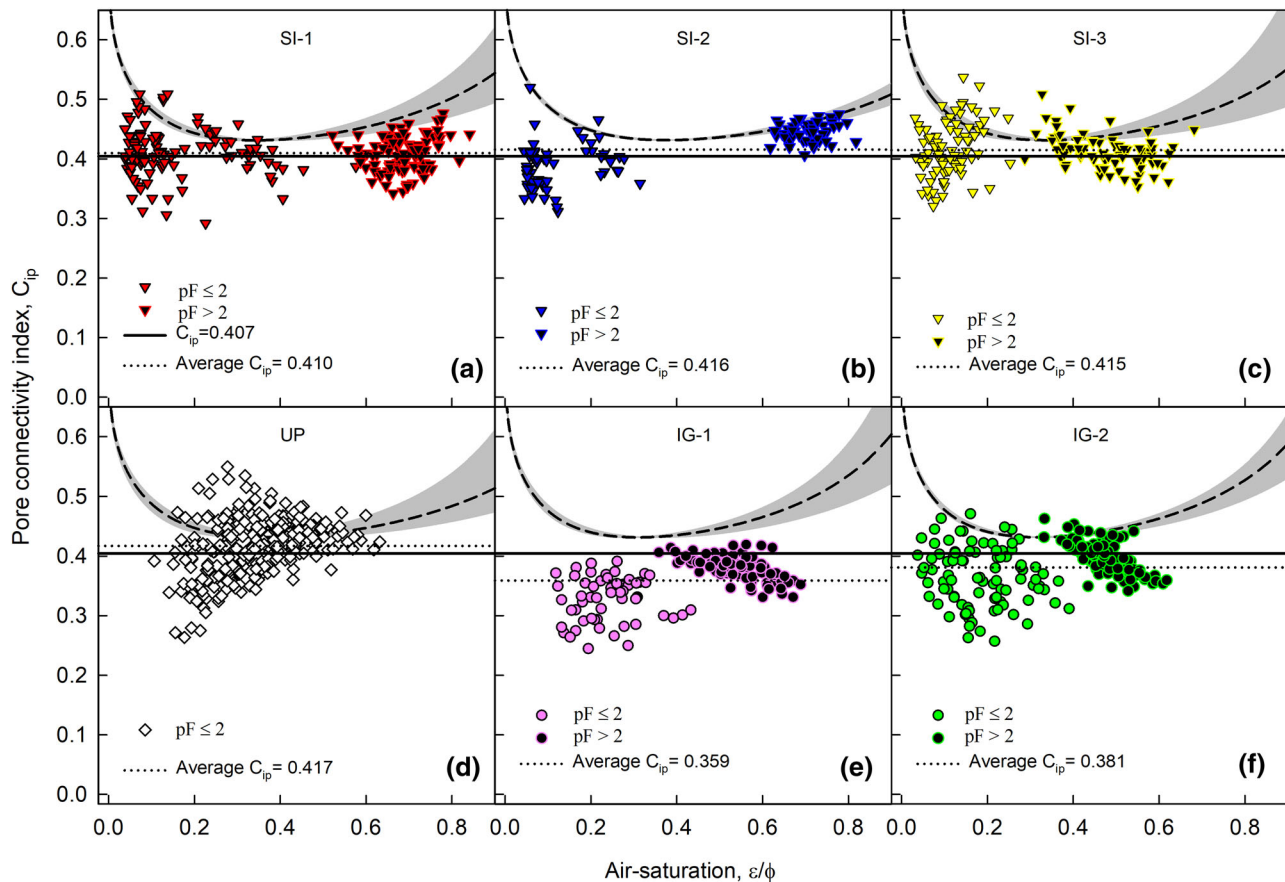 Pore connectivity index, C_ip
0.6
0.5
0.4
0.3
0.2
0.1
0.0
SI-1
pF ≤ 2
pF > 2
C_ip=0.407
Average C_ip= 0.410
(a)
SI-2
pF ≤ 2
pF > 2
Average C_ip= 0.416
(b)
SI-3
pF ≤ 2
pF > 2
Average C_ip= 0.415
(c)
0.6
0.5
0.4
0.3
0.2
0.1
0.0
UP
pF ≤ 2
Average C_ip= 0.417
(d)
IG-1
pF ≤ 2
pF > 2
Average C_ip= 0.359
(e)
IG-2
pF ≤ 2
pF > 2
Average C_ip= 0.381
(f)
0.0 0.2 0.4 0.6 0.8
0.0 0.2 0.4 0.6 0.8
0.0 0.2 0.4 0.6 0.8
Air-saturation, ε/ϕ